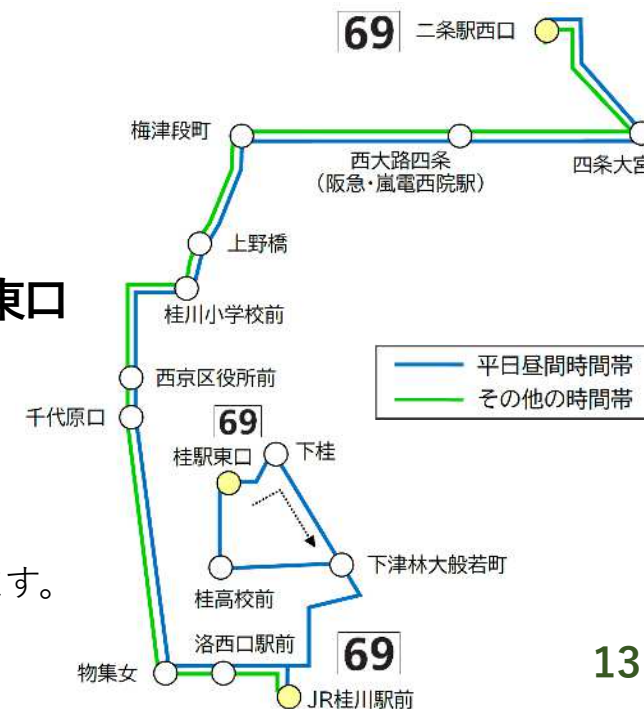 69 二条駅西口
梅津段町
西大路四条
(阪急・嵐電西院駅)
四条大宮
上野橋
東口
桂川小学校前
平日昼間時間帯
その他の時間帯
西京区役所前
千代原口
69
桂駅東口
下桂
下津林大般若町
す。
桂高校前
洛西口駅前
69
物集女
13
JR桂川駅前